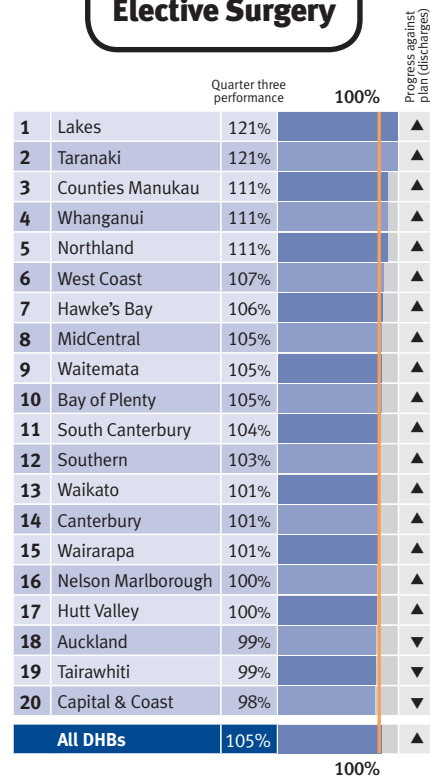 Elective Surgery
Quarter three
performance
100%
Progress against
plan (discharges)
1 Lakes 121% ▲
2 Taranaki 121% ▲
3 Counties Manukau 111% ▲
4 Whanganui 111% ▲
5 Northland 111% ▲
6 West Coast 107% ▲
7 Hawke’s Bay 106% ▲
8 MidCentral 105% ▲
9 Waitemata 105% ▲
10 Bay of Plenty 105% ▲
11 South Canterbury 104% ▲
12 Southern 103% ▲
13 Waikato 101% ▲
14 Canterbury 101% ▲
15 Wairarapa 101% ▲
16 Nelson Marlborough 100% ▲
17 Hutt Valley 100% ▲
18 Auckland 99% ▼
19 Tairawhiti 99% ▼
20 Capital & Coast 98% ▼
All DHBs 105% ▲
100%